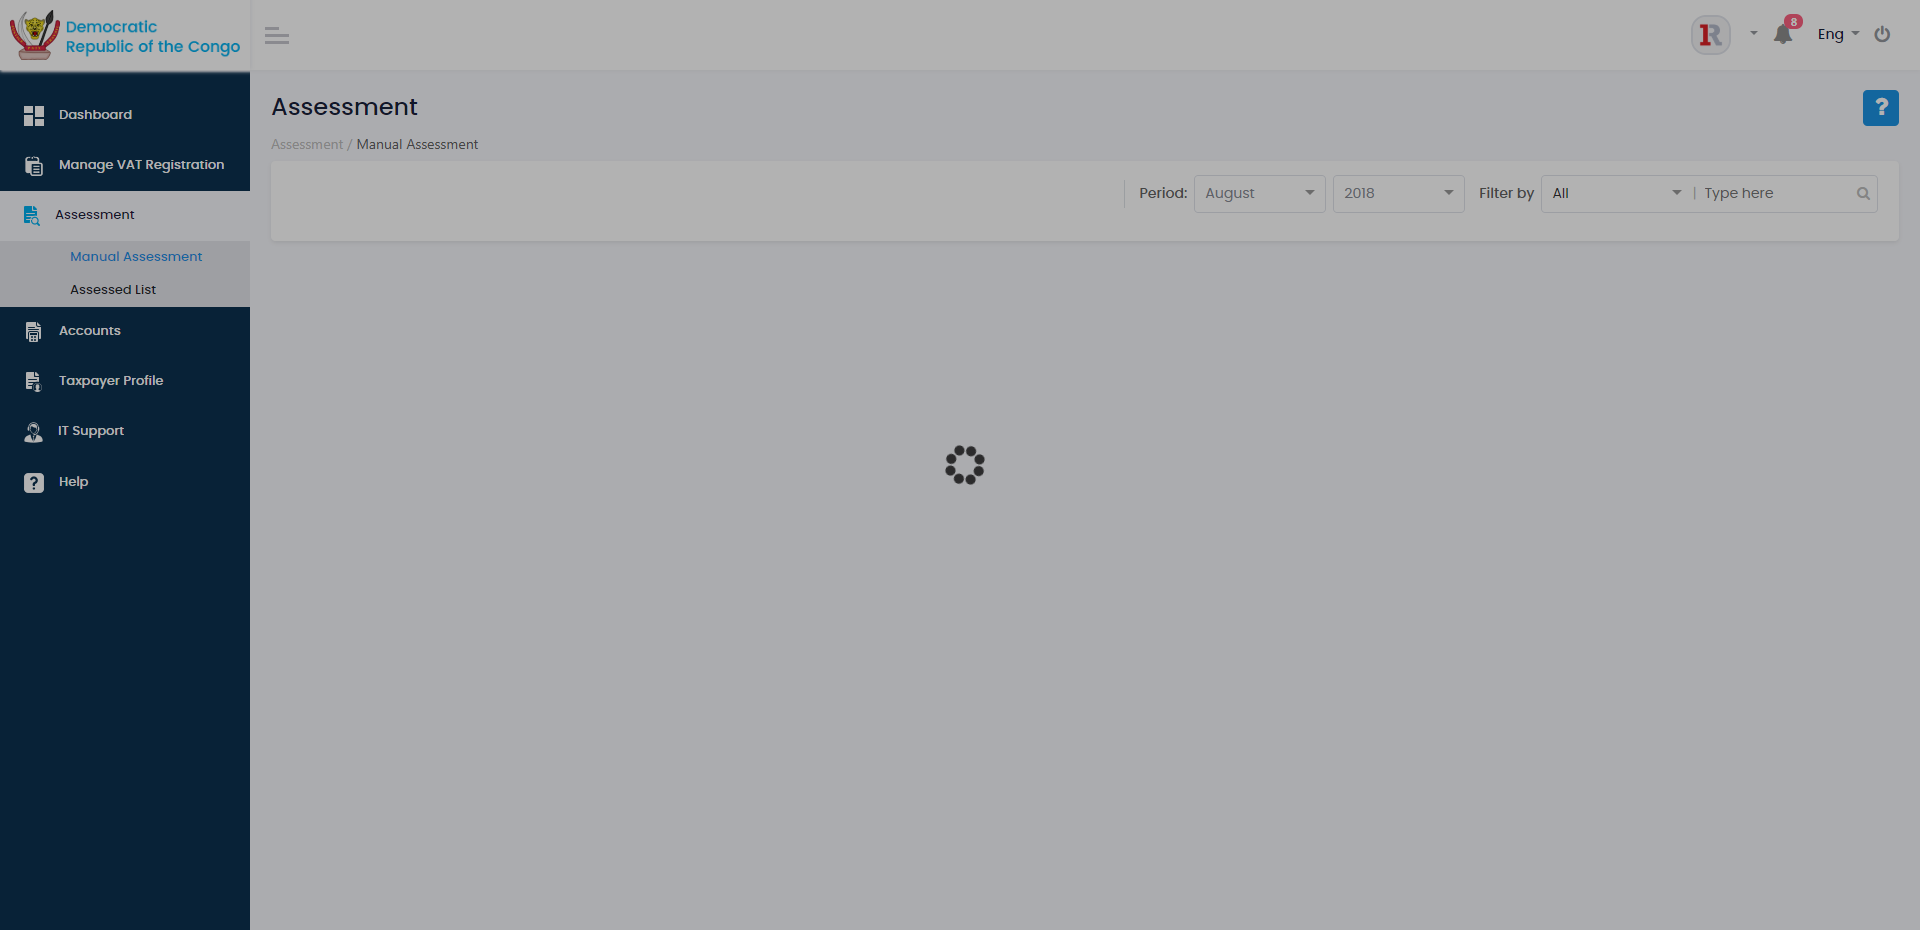 Democratic
Republic of the Congo
8
Eng
Dashboard
Manage VAT Registration
Assessment
Manual Assessment
Assessed List
Accounts
Taxpayer Profile
IT Support
Help
Assessment
?
Assessment / Manual Assessment
Period: August 2018 Filter by All | Type here